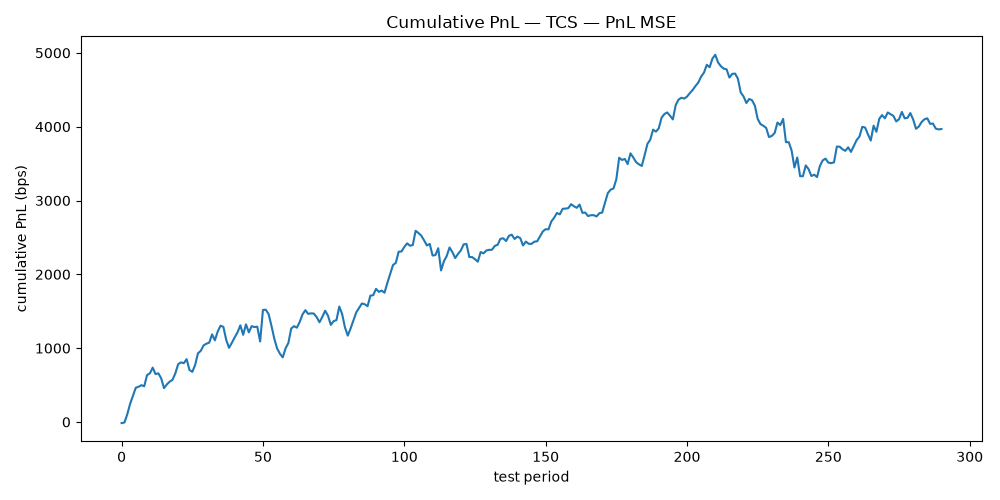 Cumulative PnL — TCS — PnL MSE
cumulative PnL (bps)
5000
4000
3000
2000
1000
0
0 50 100 150 200 250 300
test period